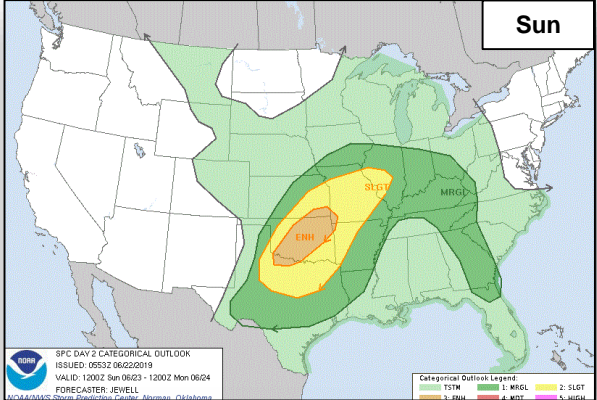 Sun
SLGT
MRGL
ENH
SPC DAY 2 CATEGORICAL OUTLOOK
ISSUED: 0553Z 06/22/2019
VALID: 1200Z Sun 06/23 - 1200Z Mon 06/24
FORECASTER: JEWELL
NOAA/NWS Storm Prediction Center, Norman, Oklahoma
NOAA
Categorical Outlook Legend:
TSTM 1: MRGL 2: SLGT
3: ENH 4: MDT 5: HIGH